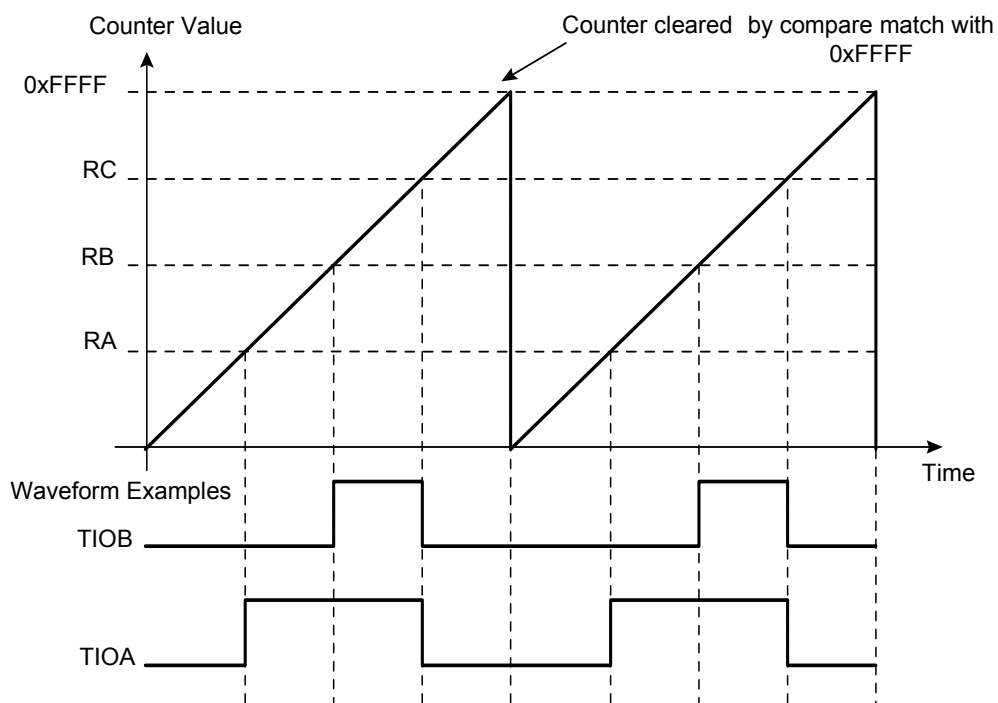 Counter Value
Counter cleared by compare match with
0xFFFF
0xFFFF
RC
RB
RA
Time
Waveform Examples
TIOB
TIOA